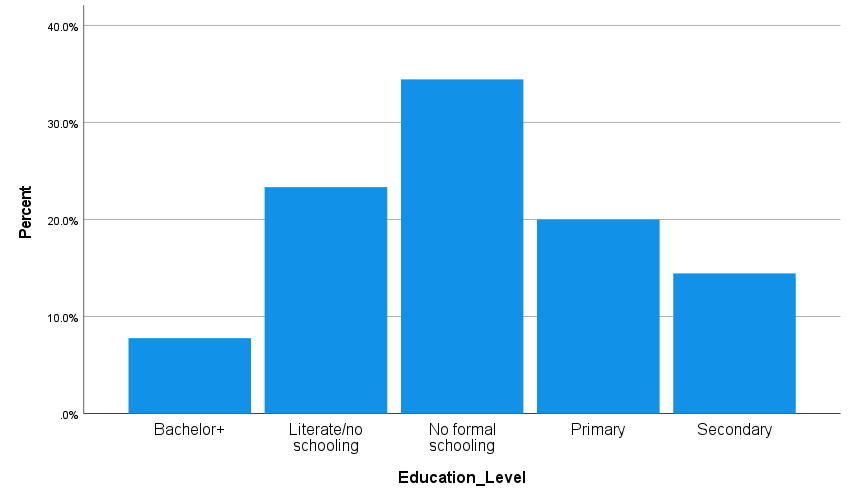 40.0%
30.0%
20.0%
10.0%
.0%
Percent
Bachelor+
Literate/no
schooling
No formal
schooling
Primary
Secondary
Education_Level